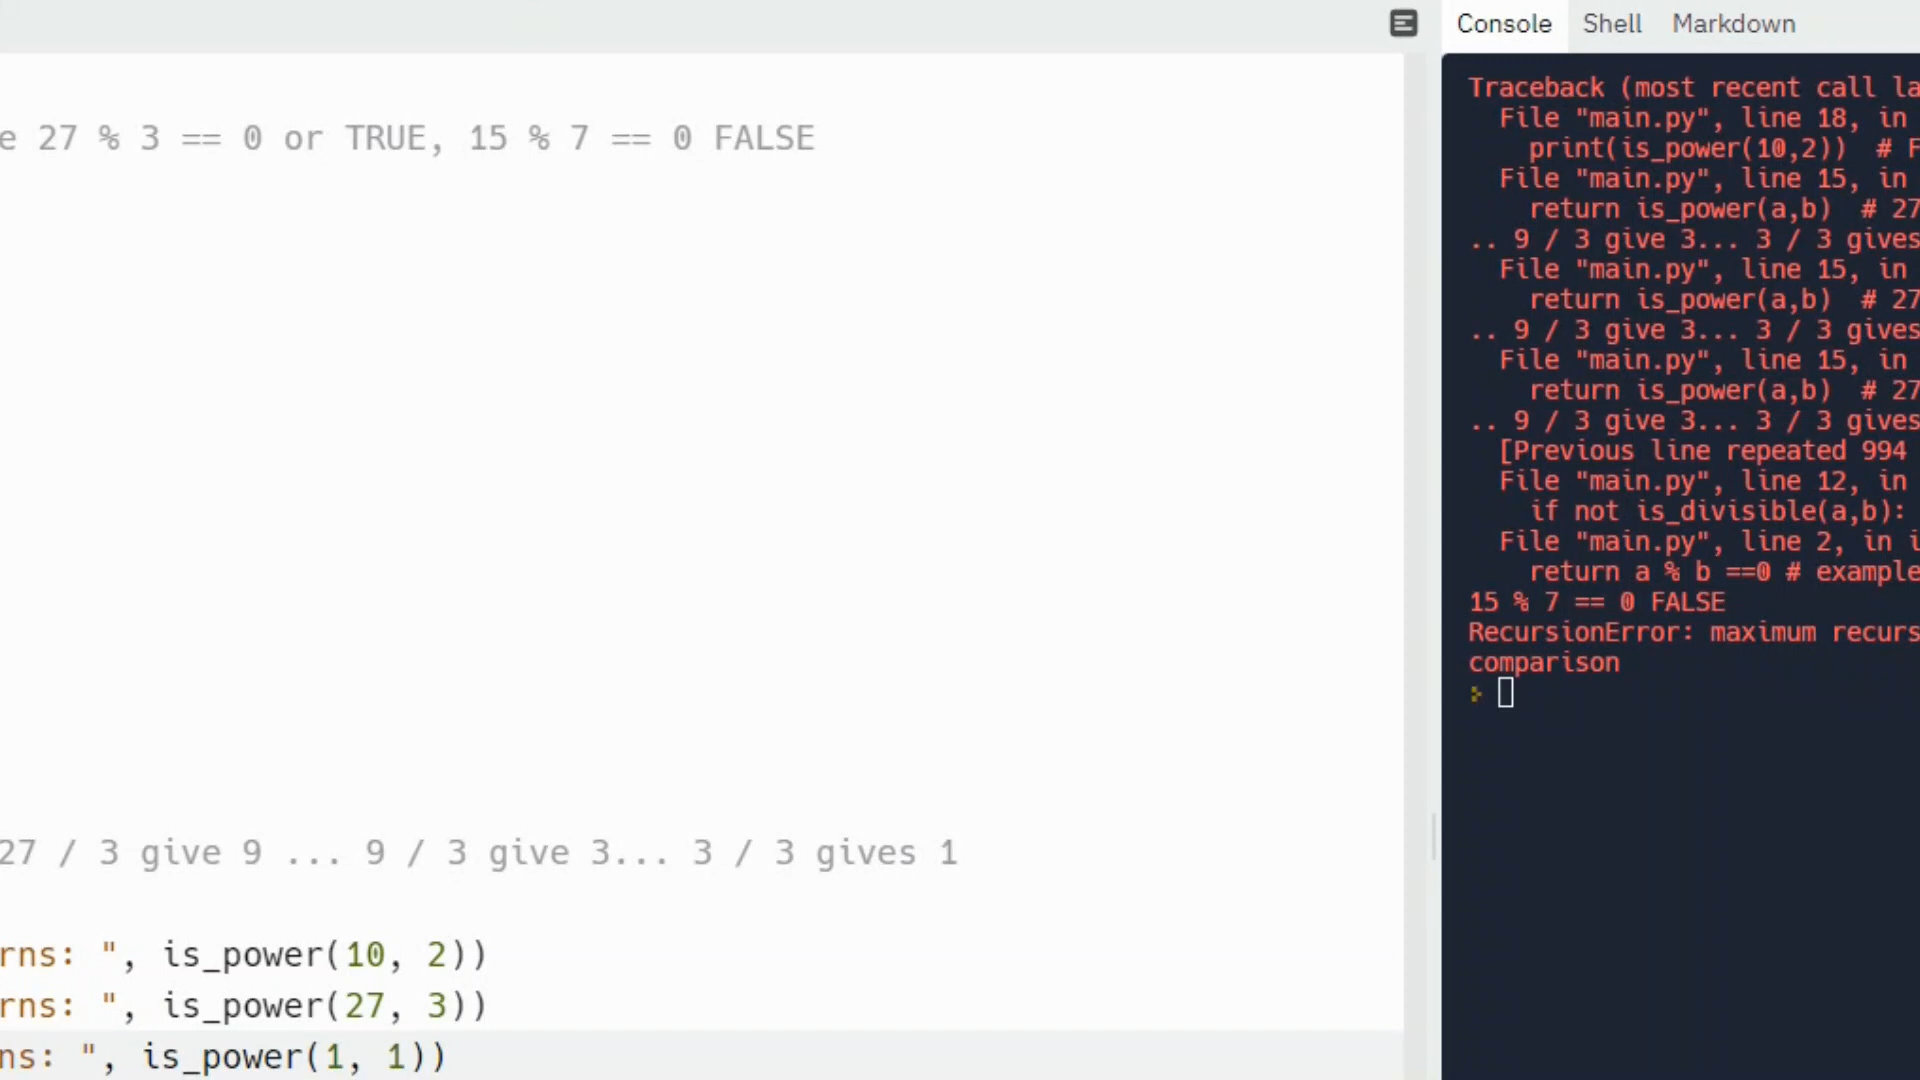 Console Shell Markdown
e 27 % 3 == 0 or TRUE, 15 % 7 == 0 FALSE
27 / 3 give 9 ... 9 / 3 give 3... 3 / 3 gives 1
rns: ", is_power(10, 2))
rns: ", is_power(27, 3))
ns: ", is_power(1, 1))
Traceback (most recent call la
File "main.py", line 18, in
print(is_power(10,2)) # F
File "main.py", line 15, in
return is_power(a,b) # 27
.. 9 / 3 give 3... 3 / 3 gives
File "main.py", line 15, in
return is_power(a,b) # 27
.. 9 / 3 give 3... 3 / 3 gives
File "main.py", line 15, in
return is_power(a,b) # 27
.. 9 / 3 give 3... 3 / 3 gives
[Previous line repeated 994
File "main.py", line 12, in
if not is_divisible(a,b):
File "main.py", line 2, in i
return a % b ==0 # example
15 % 7 == 0 FALSE
RecursionError: maximum recurs
comparison